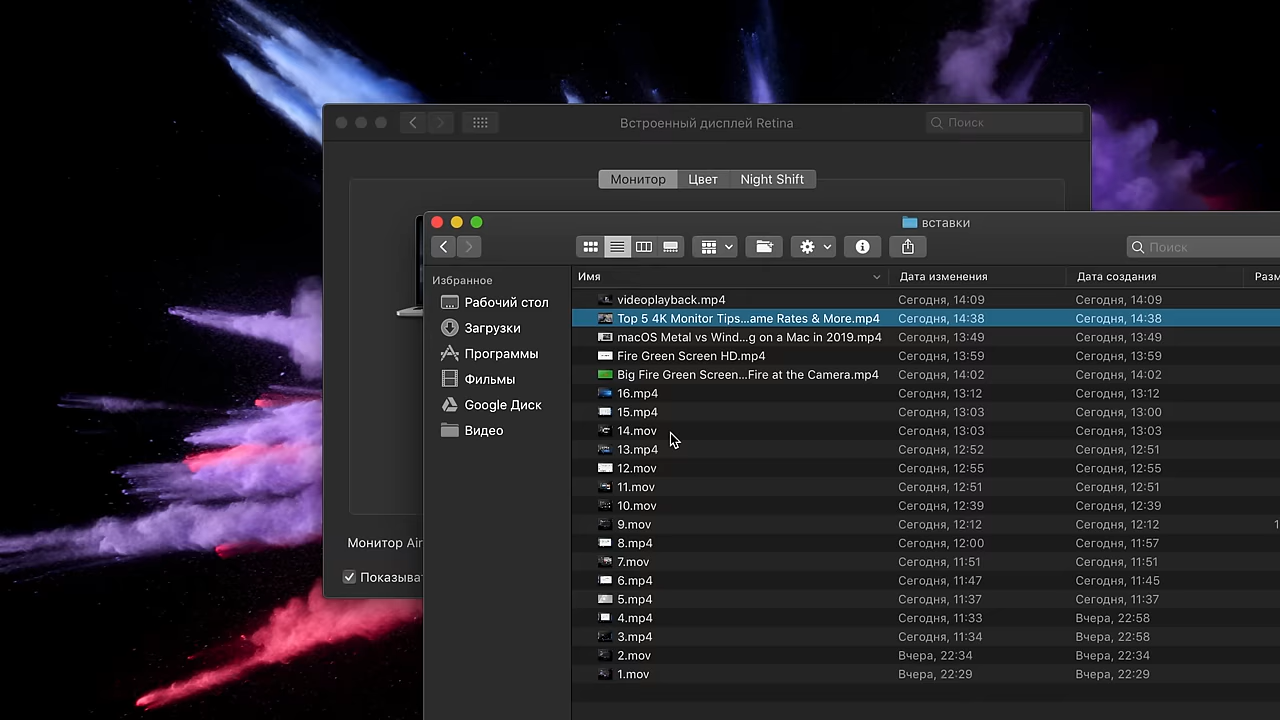 Встроенный дисплей Retina
Поиск
Монитор Цвет Night Shift
вставки
Поиск
Избранное
Рабочий стол
Загрузки
Программы
Фильмы
Google Диск
Видео
Имя Дата изменения Дата создания Разм
videoplayback.mp4 Сегодня, 14:09 Сегодня, 14:09
Top 5 4K Monitor Tips...ame Rates & More.mp4 Сегодня, 14:38 Сегодня, 14:38
macOS Metal vs Wind...g on a Mac in 2019.mp4 Сегодня, 13:49 Сегодня, 13:49
Fire Green Screen HD.mp4 Сегодня, 13:59 Сегодня, 13:59
Big Fire Green Screen...Fire at the Camera.mp4 Сегодня, 14:02 Сегодня, 14:02
16.mp4 Сегодня, 13:12 Сегодня, 13:12
15.mp4 Сегодня, 13:03 Сегодня, 13:00
14.mov Сегодня, 13:03 Сегодня, 13:03
13.mp4 Сегодня, 12:52 Сегодня, 12:51
12.mov Сегодня, 12:55 Сегодня, 12:55
11.mov Сегодня, 12:51 Сегодня, 12:51
10.mov Сегодня, 12:39 Сегодня, 12:39
9.mov Сегодня, 12:12 Сегодня, 12:12 1
8.mp4 Сегодня, 12:00 Сегодня, 11:57
7.mov Сегодня, 11:51 Сегодня, 11:51
6.mp4 Сегодня, 11:47 Сегодня, 11:45
5.mp4 Сегодня, 11:37 Сегодня, 11:37
4.mp4 Сегодня, 11:33 Вчера, 22:58
3.mp4 Сегодня, 11:34 Вчера, 22:58
2.mov Вчера, 22:34 Вчера, 22:34
1.mov Вчера, 22:29 Вчера, 22:29
Монитор Air
Показыват